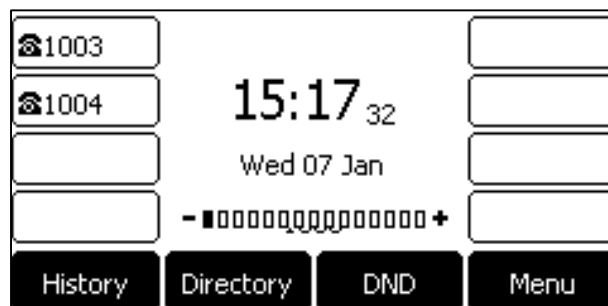 ☎1003
☎1004
15:17 32
Wed 07 Jan
- +
History Directory DND Menu